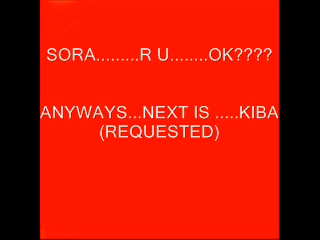 SORA.........R U........OK????
ANYWAYS...NEXT IS .....KIBA
(REQUESTED)